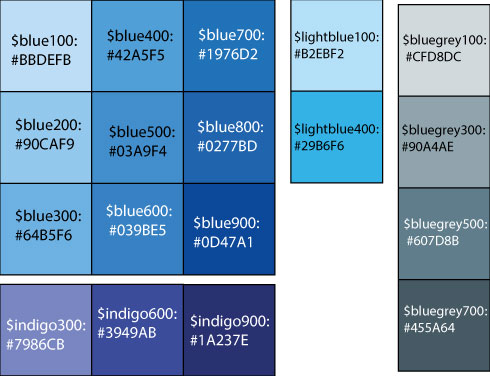 $blue100:
#BBDEFB
$blue400:
#42A5F5
$blue700:
#1976D2
$blue200:
#90CAF9
$blue500:
#03A9F4
$blue800:
#0277BD
$blue300:
#64B5F6
$blue600:
#039BE5
$blue900:
#0D47A1
$indigo300:
#7986CB
$indigo600:
#3949AB
$indigo900:
#1A237E
$lightblue100:
#B2EBF2
$lightblue400:
#29B6F6
$bluegrey100:
#CFD8DC
$bluegrey300:
#90A4AE
$bluegrey500:
#607D8B
$bluegrey700:
#455A64